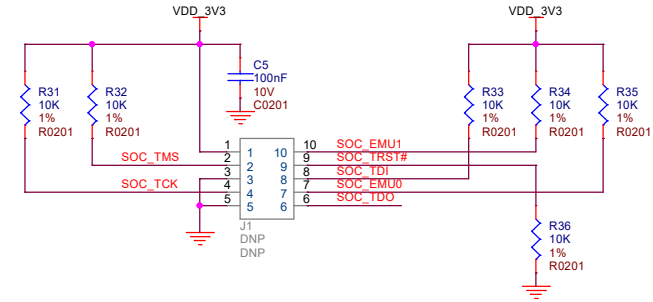 VDD_3V3
VDD_3V3
R31
10K
1%
R0201
R32
10K
1%
R0201
C5
100nF
10V
C0201
R33
10K
1%
R0201
R34
10K
1%
R0201
R35
10K
1%
R0201
1 1 10 10 SOC_EMU1
SOC_TMS 2 2 9 9 SOC_TRST#
3 3 8 8 SOC_TDI
SOC_TCK 4 4 7 7 SOC_EMU0
5 5 6 6 SOC_TDO
J1
DNP
DNP
R36
10K
1%
R0201